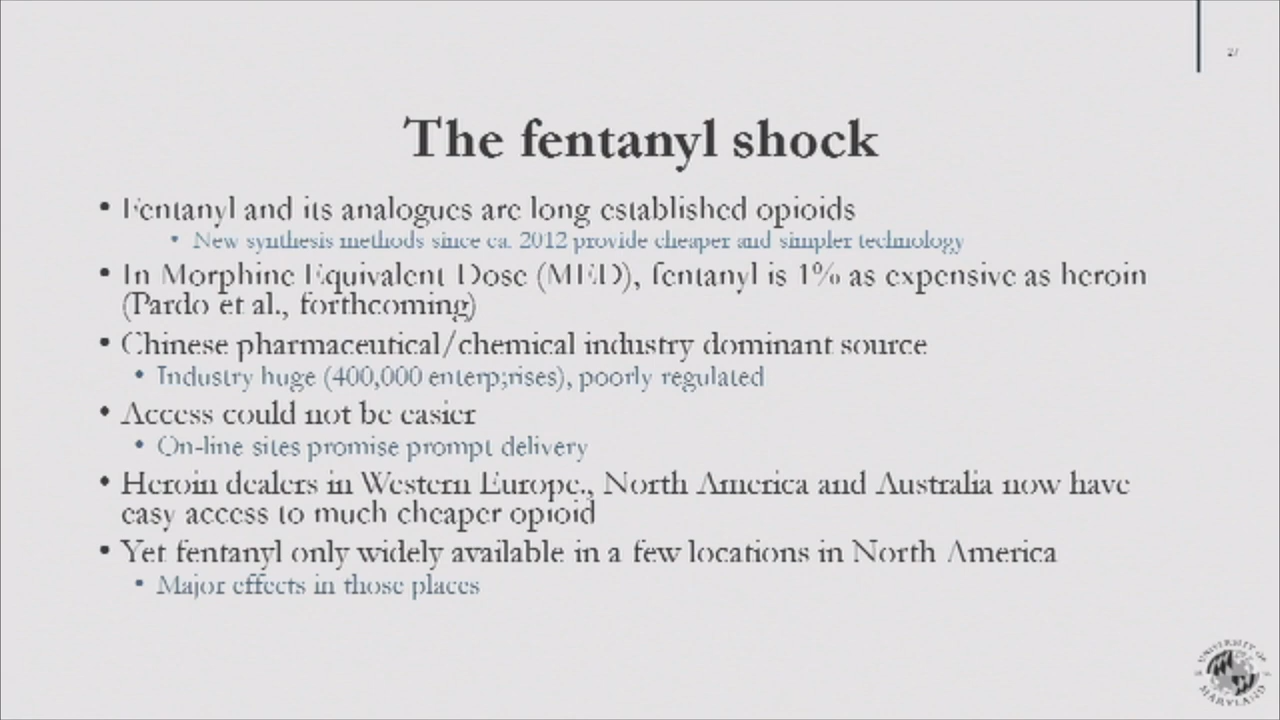 The fentanyl shock
• Fentanyl and its analogues are long established opioids
• New synthesis methods since ca. 2012 provide cheaper and simpler technology
• In Morphine Equivalent Dose (MED), fentanyl is 1% as expensive as heroin
(Pardo et al., forthcoming)
• Chinese pharmaceutical/chemical industry dominant source
• Industry huge (400,000 enterp;rises), poorly regulated
• Access could not be easier
• On-line sites promise prompt delivery
• Heroin dealers in Western Europe., North America and Australia now have
easy access to much cheaper opioid
• Yet fentanyl only widely available in a few locations in North America
• Major effects in those places
UNIVERSITY OF
MARYLAND